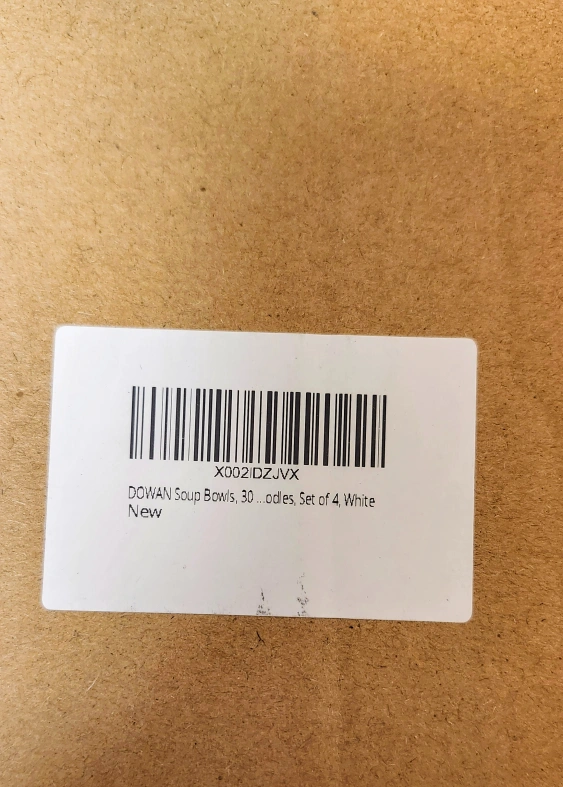 X002IDZJVX
DOWAN Soup Bowls, 30 ...odles, Set of 4, White
New